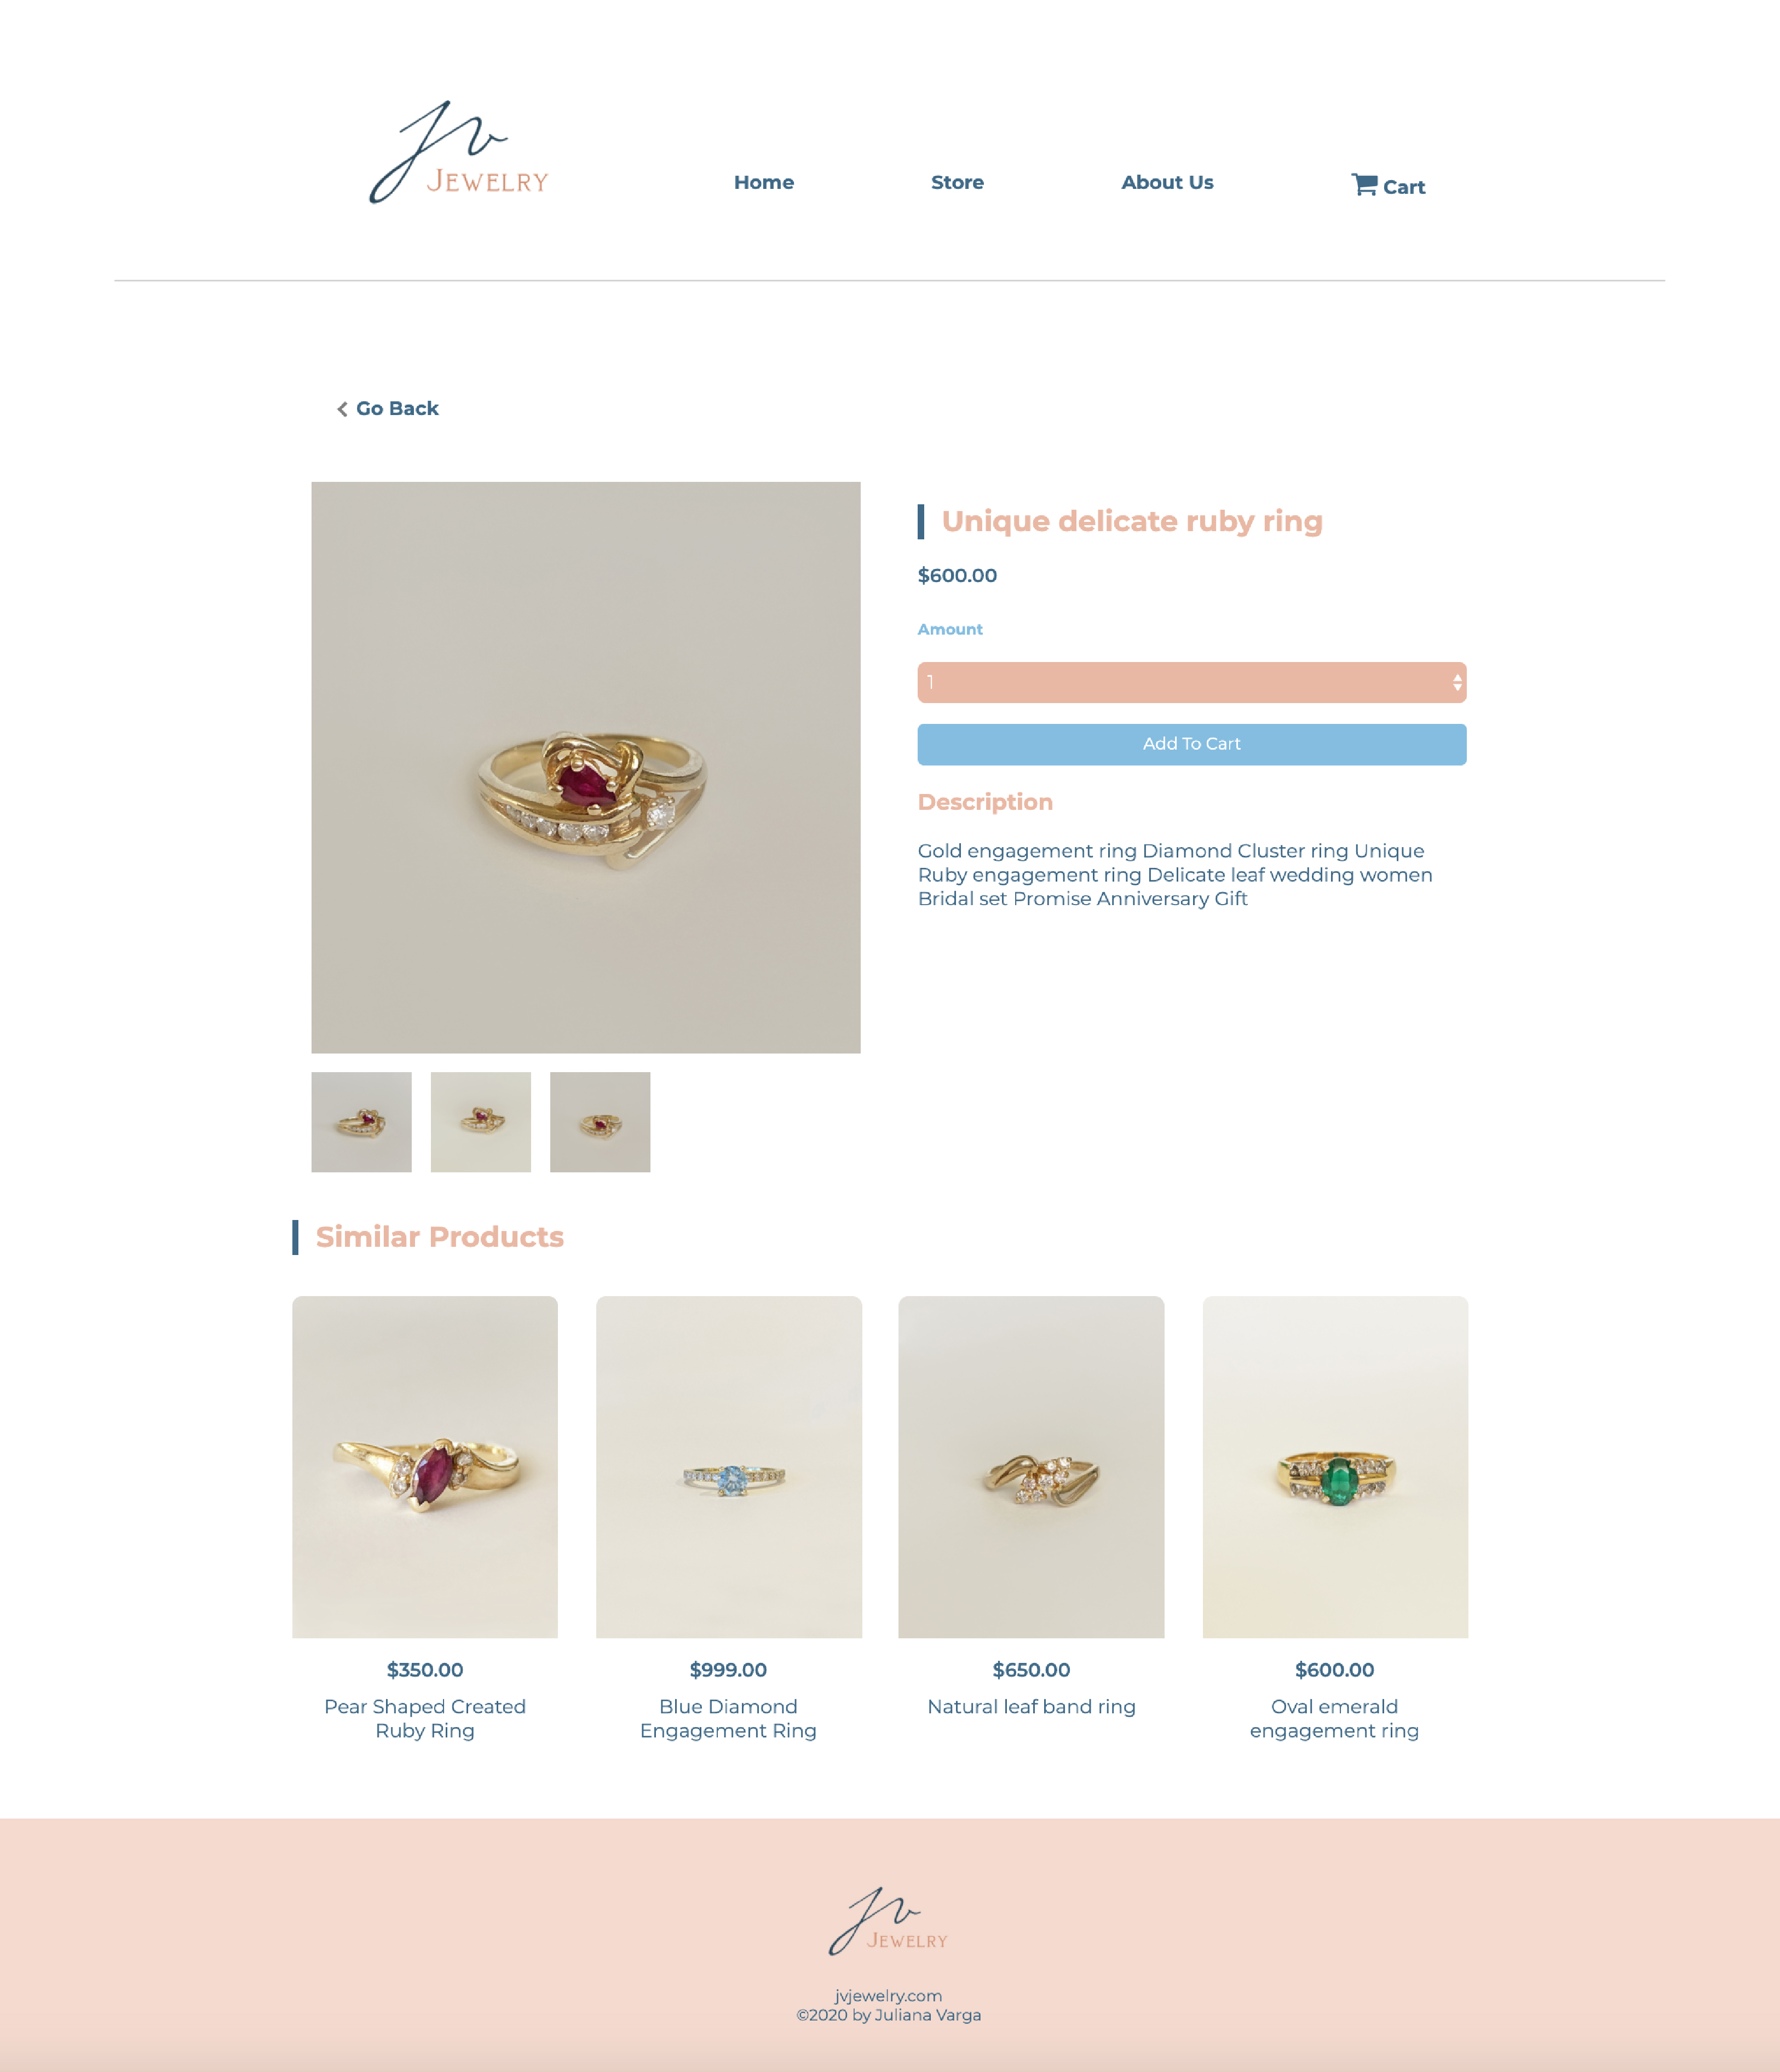 Jv
JEWELRY
Home
Store
About Us
Cart
Go Back
Unique delicate ruby ring
$600.00
Amount
1
Add To Cart
Description
Gold engagement ring Diamond Cluster ring Unique
Ruby engagement ring Delicate leaf wedding women
Bridal set Promise Anniversary Gift
Similar Products
$350.00
Pear Shaped Created
Ruby Ring
$999.00
Blue Diamond
Engagement Ring
$650.00
Natural leaf band ring
$600.00
Oval emerald
engagement ring
Jv
JEWELRY
jvjewelry.com
©2020 by Juliana Varga